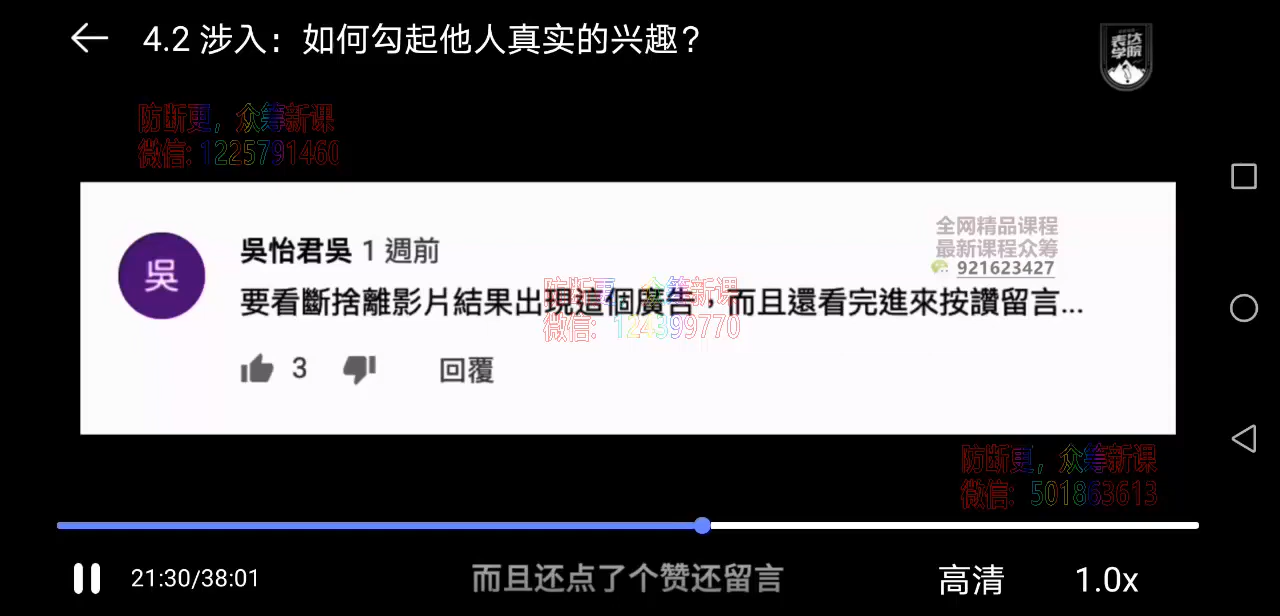 4.2 涉入：如何勾起他人真实的兴趣？
表达
学院
防断更，众筹新课
微信: 1225791460
全网精品课程
最新课程众筹
921623427
吳
吳怡君吳 1 週前
要看斷捨離影片結果出現這個廣告，而且還看完進來按讚留言...
防断更，众筹新课
微信: 124399770
3
回覆
防断更，众筹新课
微信: 501863613
21:30/38:01
而且还点了个赞还留言
高清
1.0x